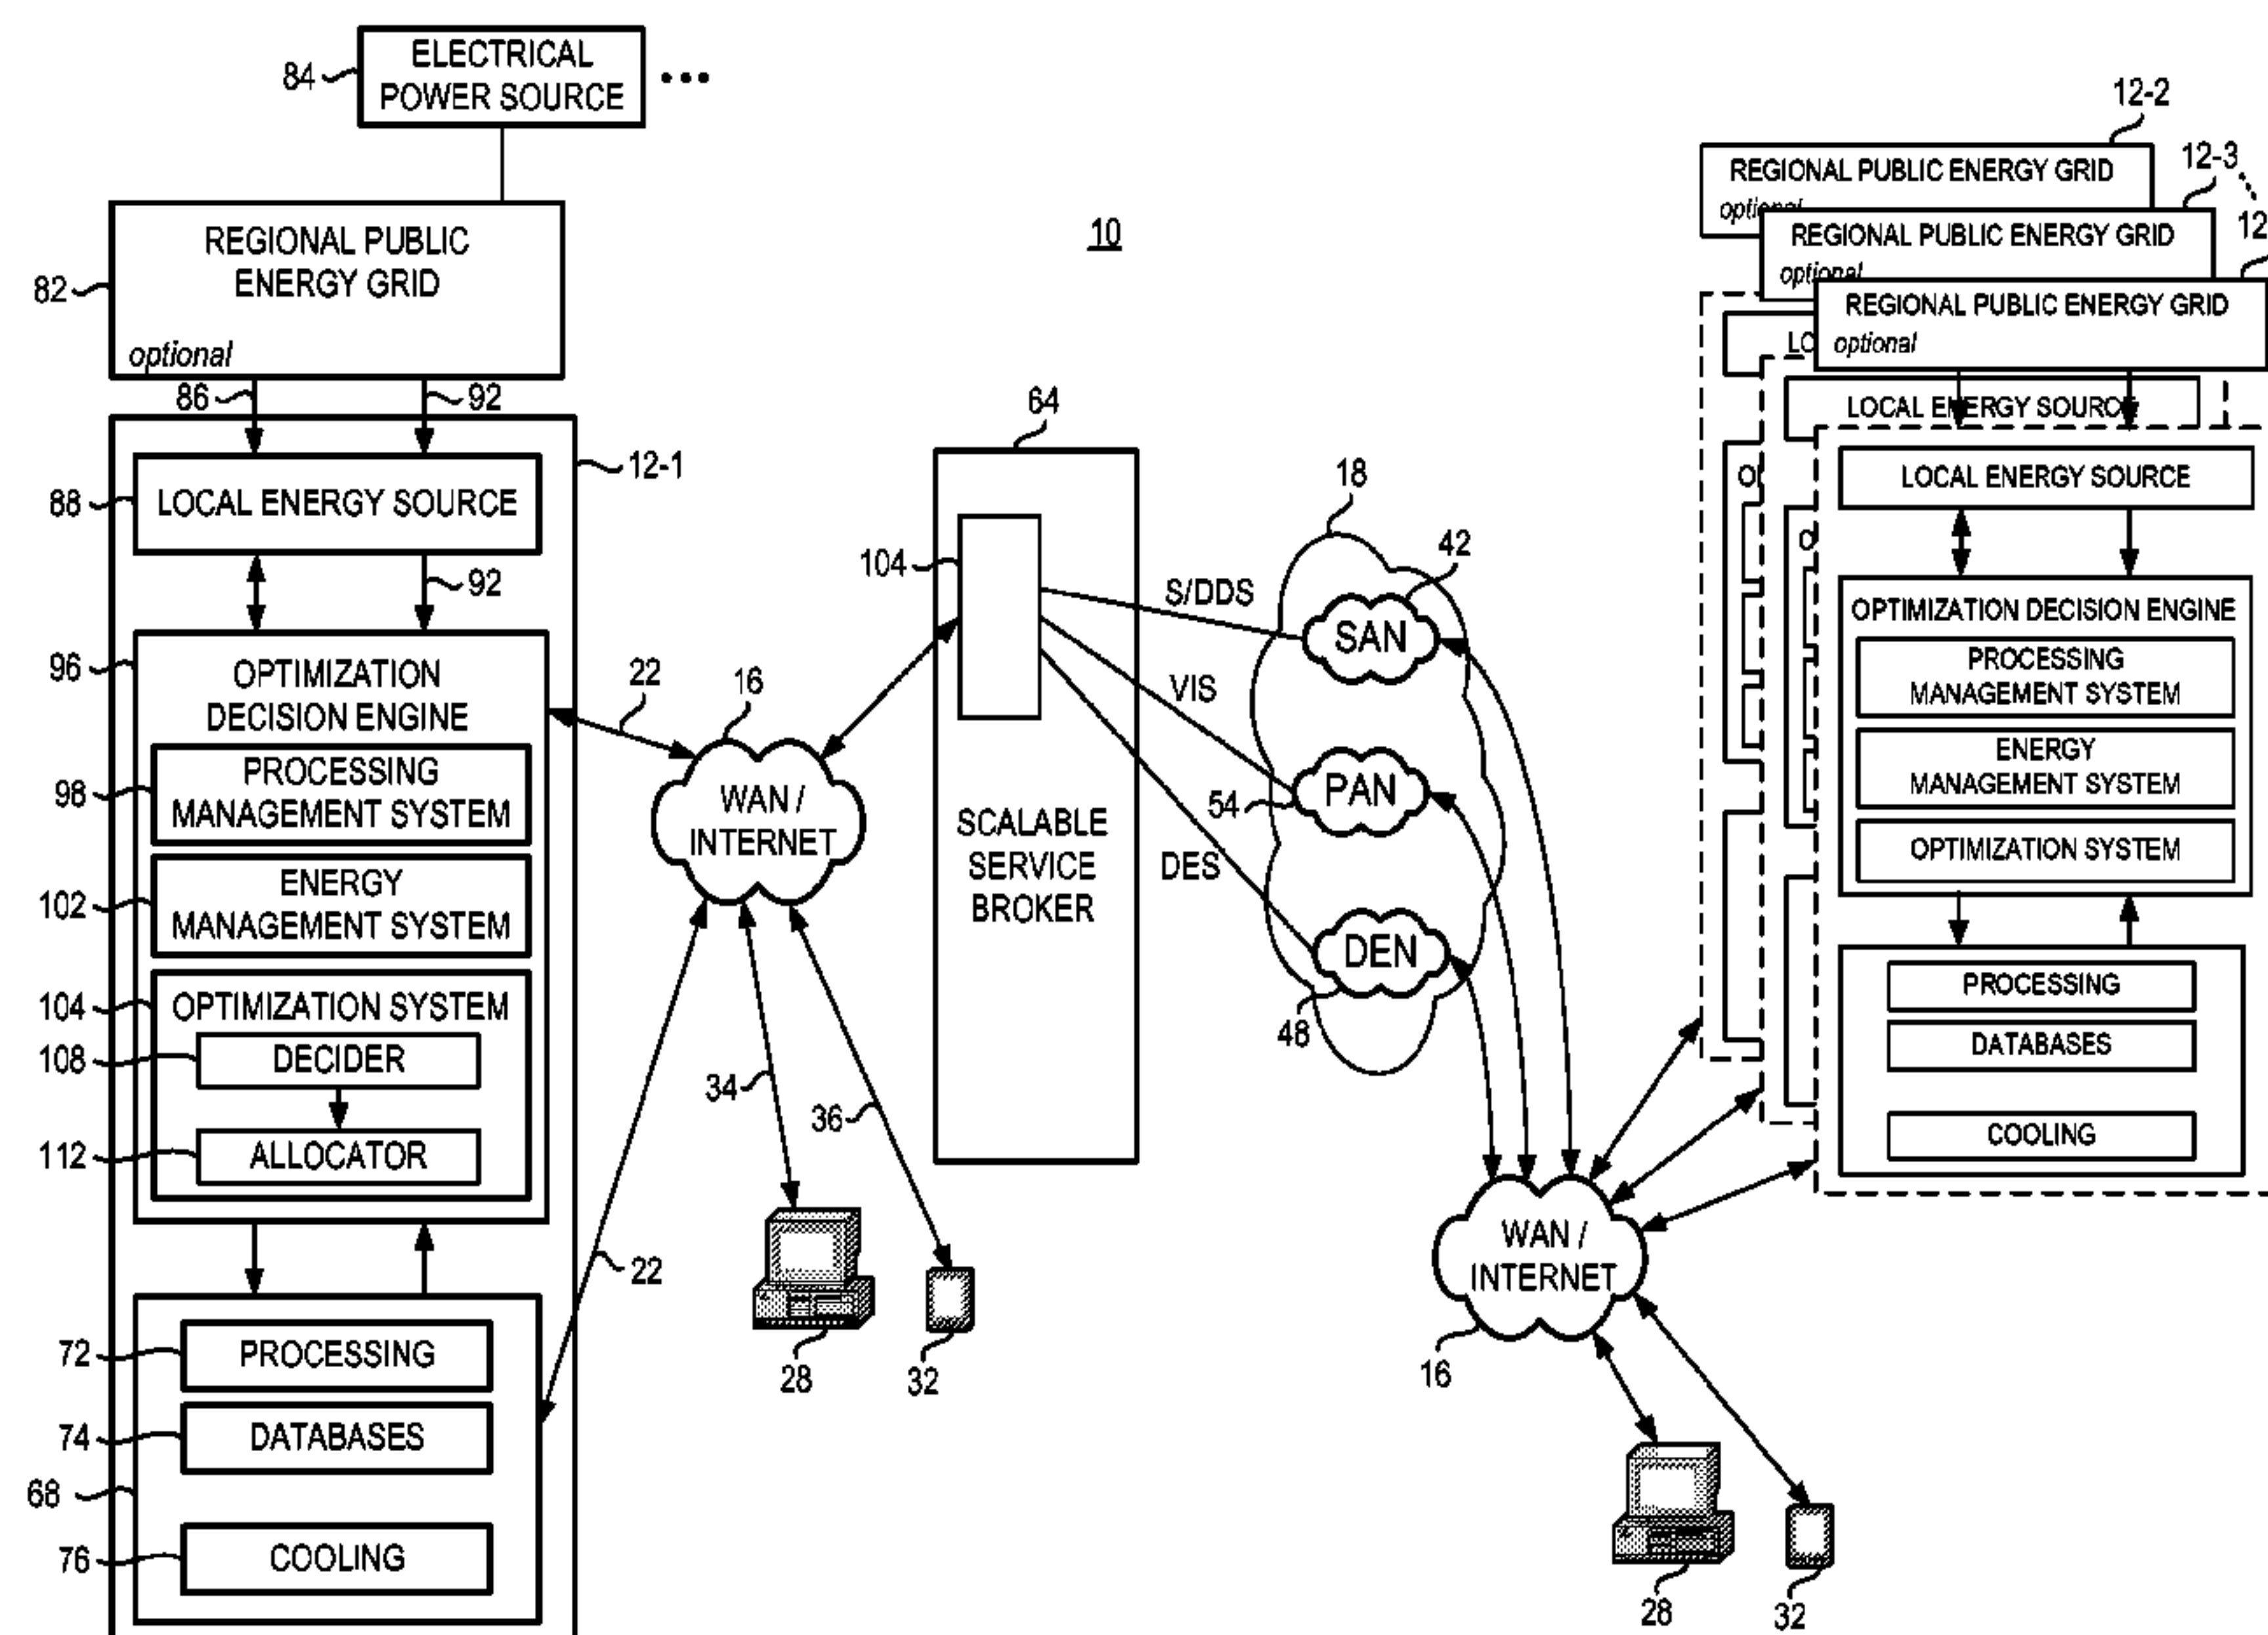 84
ELECTRICAL
POWER SOURCE
...
82
REGIONAL PUBLIC
ENERGY GRID
optional
86
92
12-1
88
LOCAL ENERGY SOURCE
92
96
OPTIMIZATION
DECISION ENGINE
98
PROCESSING
MANAGEMENT SYSTEM
102
ENERGY
MANAGEMENT SYSTEM
104
OPTIMIZATION SYSTEM
108
DECIDER
112
ALLOCATOR
72
PROCESSING
74
DATABASES
68
76
COOLING
22
22
16
WAN /
INTERNET
34
36
28
32
10
64
104
SCALABLE
SERVICE
BROKER
S/DDS
VIS
DES
18
42
SAN
54
PAN
DEN
48
WAN /
INTERNET
16
28
32
12-2
REGIONAL PUBLIC ENERGY GRID
optional
12-3
REGIONAL PUBLIC ENERGY GRID
optional
12
REGIONAL PUBLIC ENERGY GRID
optional
LOCAL ENERGY SOURCE
LOCAL ENERGY SOURCE
OPTIMIZATION DECISION ENGINE
PROCESSING
MANAGEMENT SYSTEM
ENERGY
MANAGEMENT SYSTEM
OPTIMIZATION SYSTEM
PROCESSING
DATABASES
COOLING